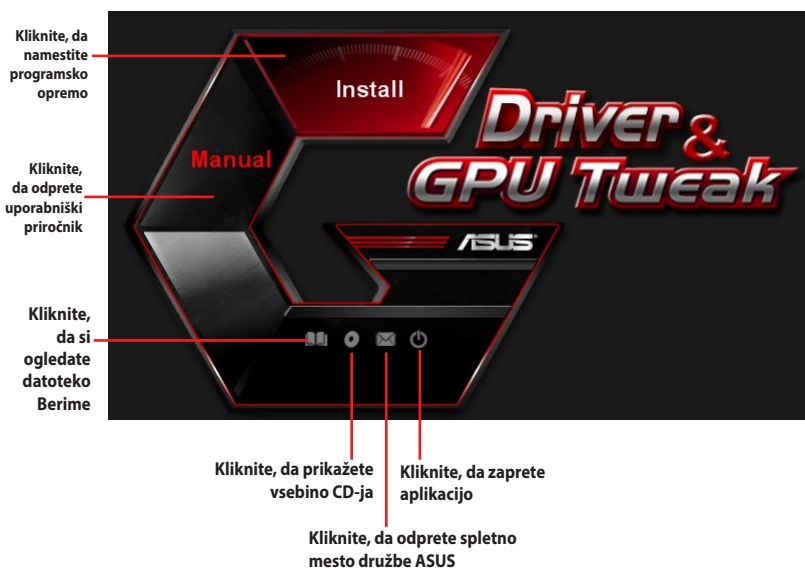 Kliknite, da
namestite
programsko
opremo
Install
Driver &
GPU Tweak
Manual
Kliknite,
da odprete
uporabniški
priročnik
ASUS
Kliknite,
da si
ogledate
datoteko
Berime
Kliknite, da prikažete
vsebino CD-ja
Kliknite, da zaprete
aplikacijo
Kliknite, da odprete spletno
mesto družbe ASUS